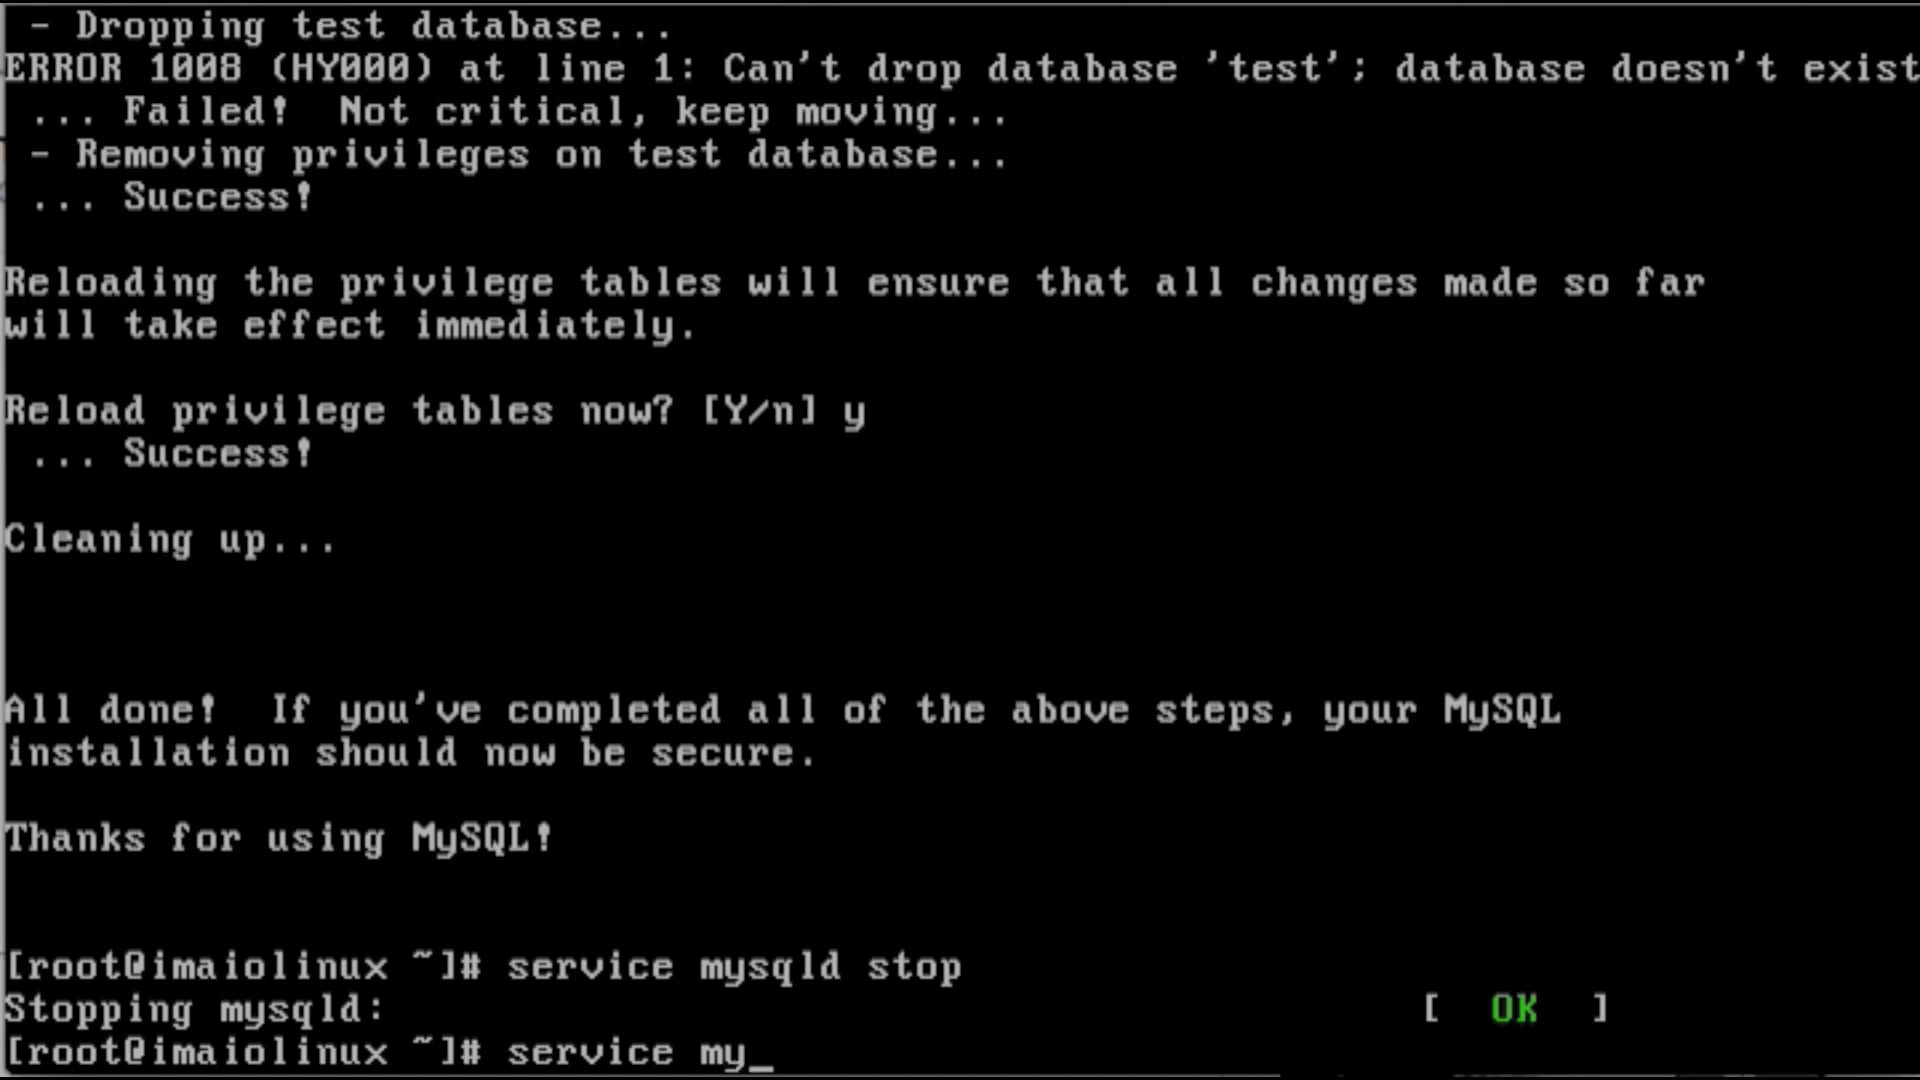 - Dropping test database...
ERROR 1008 (HY000) at line 1: Can't drop database 'test'; database doesn't exist
... Failed!  Not critical, keep moving...
- Removing privileges on test database...
... Success!
Reloading the privilege tables will ensure that all changes made so far
will take effect immediately.
Reload privilege tables now? [Y/n] y
... Success!
Cleaning up...
All done!  If you've completed all of the above steps, your MySQL
installation should now be secure.
Thanks for using MySQL!
[root@imaiolinux ~]# service mysqld stop
Stopping mysqld: [  OK  ]
[root@imaiolinux ~]# service my_